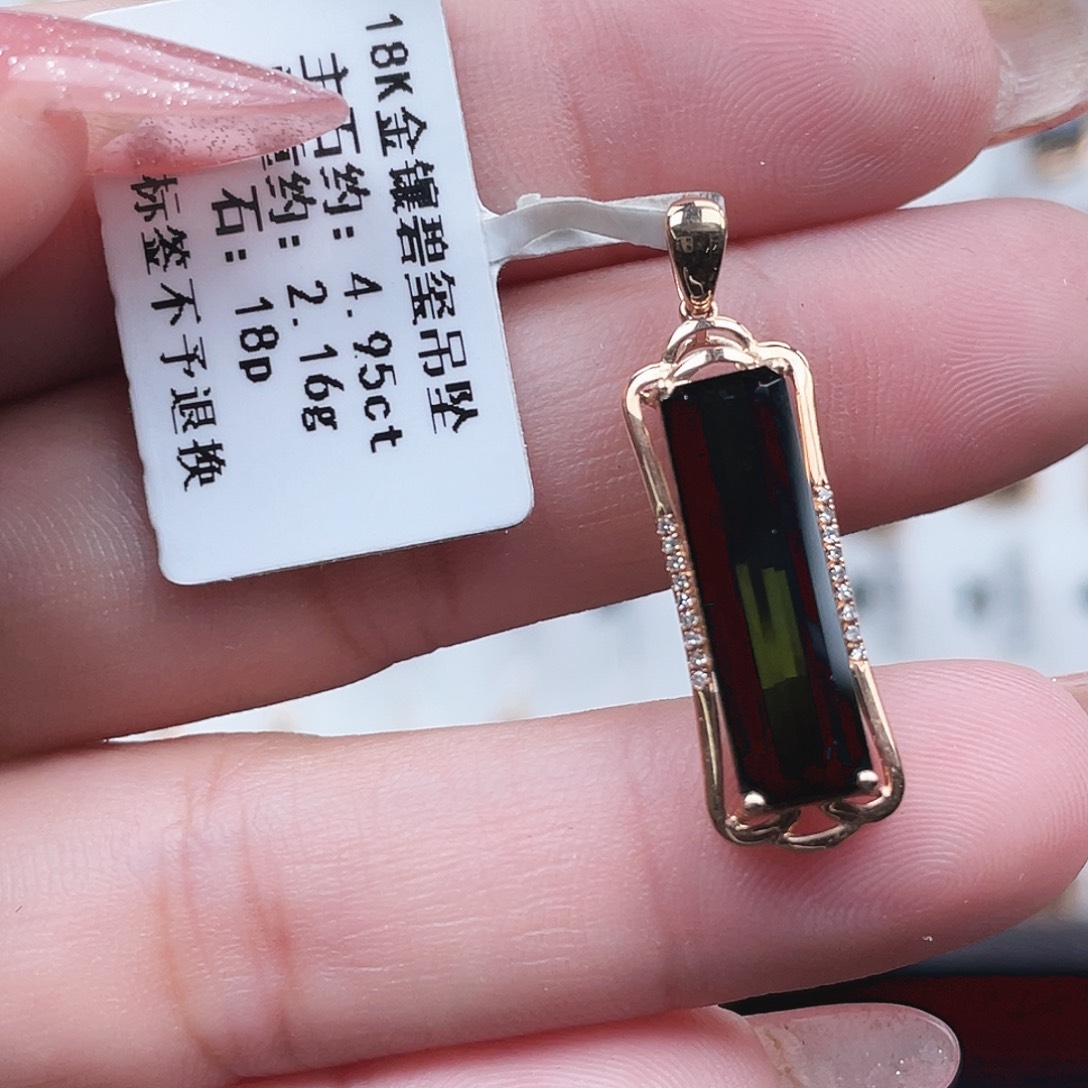 18K金镶碧玺吊坠
主石约: 4.95ct
重约: 2.16g
石: 18p
标签不予退换